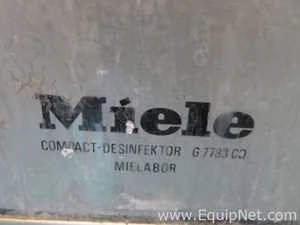 Miele
COMPACT-DESINFEKTOR G 7783 CD
MIELABOR
www.EquipNet.com